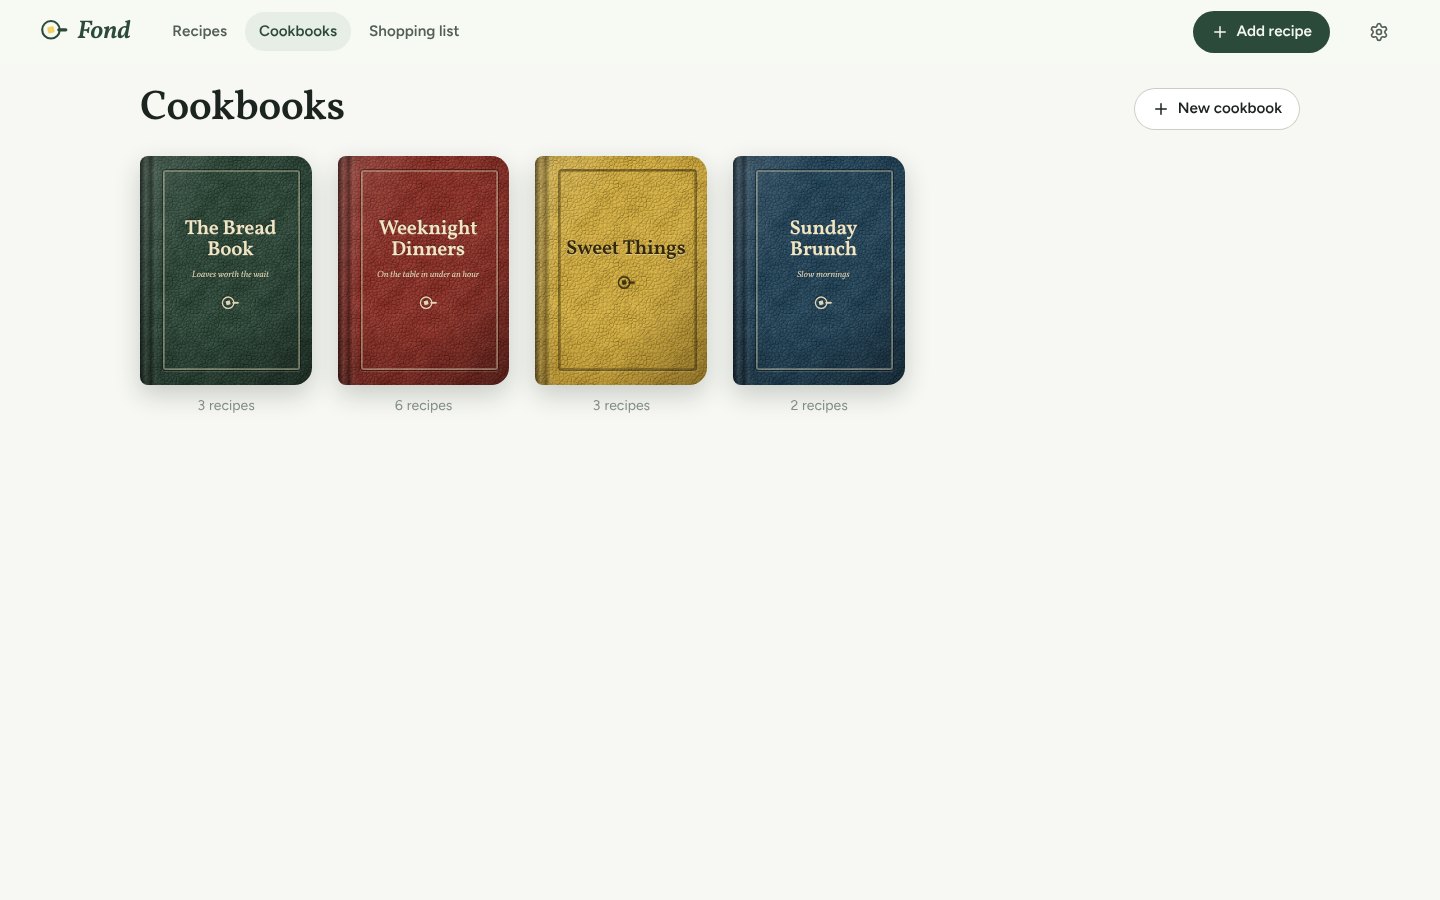 Fond
Recipes
Cookbooks
Shopping list
Add recipe
Cookbooks
New cookbook
The Bread
Book
Loaves worth the wait
Weeknight
Dinners
On the table in under an hour
Sweet Things
Sunday
Brunch
Slow mornings
3 recipes
6 recipes
3 recipes
2 recipes